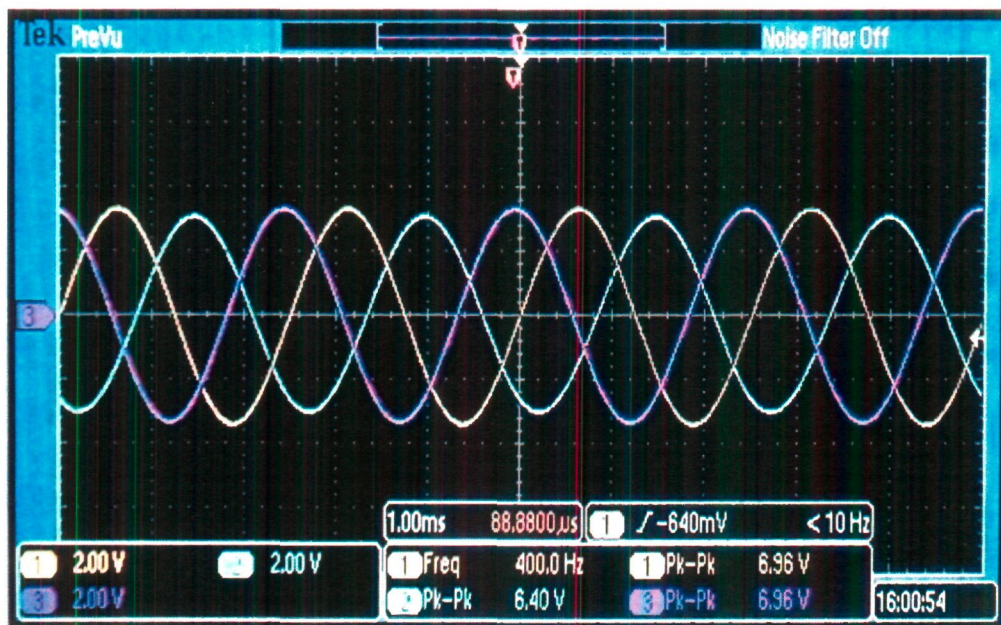 Tek PreVu Noise Filter Off
T
T
3
1.00ms 88.8800µs 1 ∫ -640mV < 10 Hz
1 2.00 V 2 2.00 V
3 2.00 V
1 Freq 400.0 Hz 1 Pk-Pk 6.96 V
2 Pk-Pk 6.40 V 3 Pk-Pk 6.96 V
16:00:54